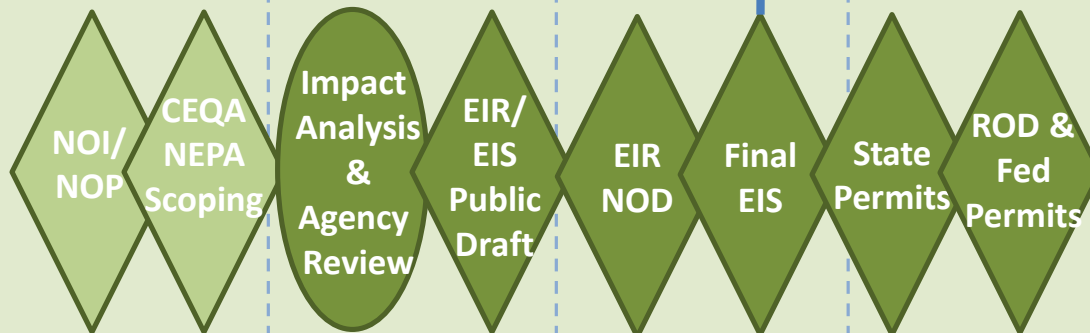 NOI/
NOP
CEQA
NEPA
Scoping
Impact
Analysis
&
Agency
Review
EIR/
EIS
Public
Draft
EIR
NOD
Final
EIS
State
Permits
ROD &
Fed
Permits